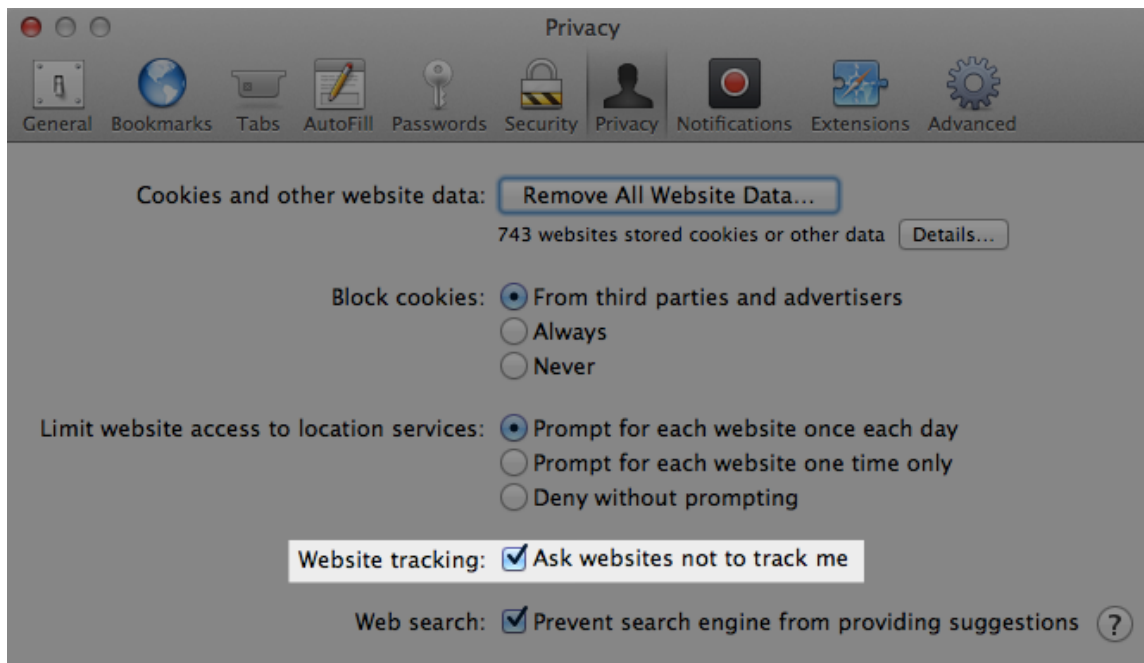 Privacy
General Bookmarks Tabs AutoFill Passwords Security Privacy Notifications Extensions Advanced
Cookies and other website data: Remove All Website Data...
743 websites stored cookies or other data Details...
Block cookies: From third parties and advertisers
Always
Never
Limit website access to location services: Prompt for each website once each day
Prompt for each website one time only
Deny without prompting
Website tracking: Ask websites not to track me
Web search: Prevent search engine from providing suggestions ?